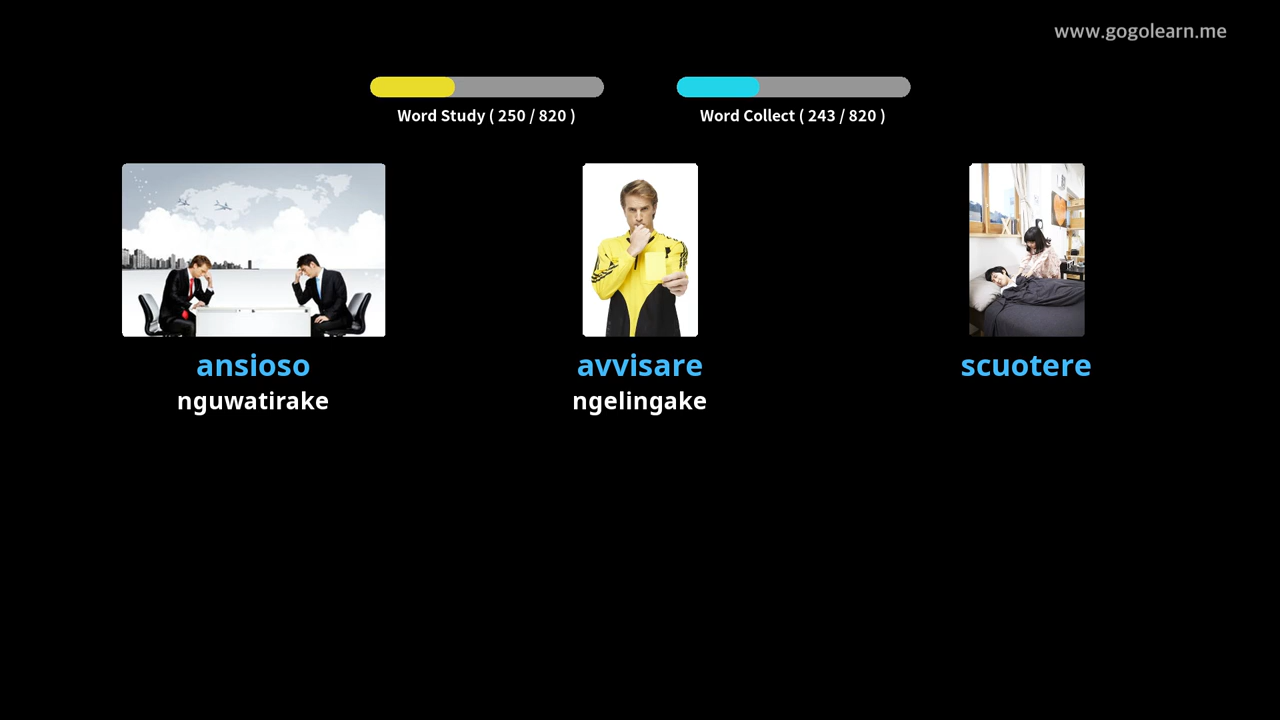 www.gogolearn.me
Word Study ( 250 / 820 )
Word Collect ( 243 / 820 )
ansioso
avvisare
scuotere
nguwatirake
ngelingake